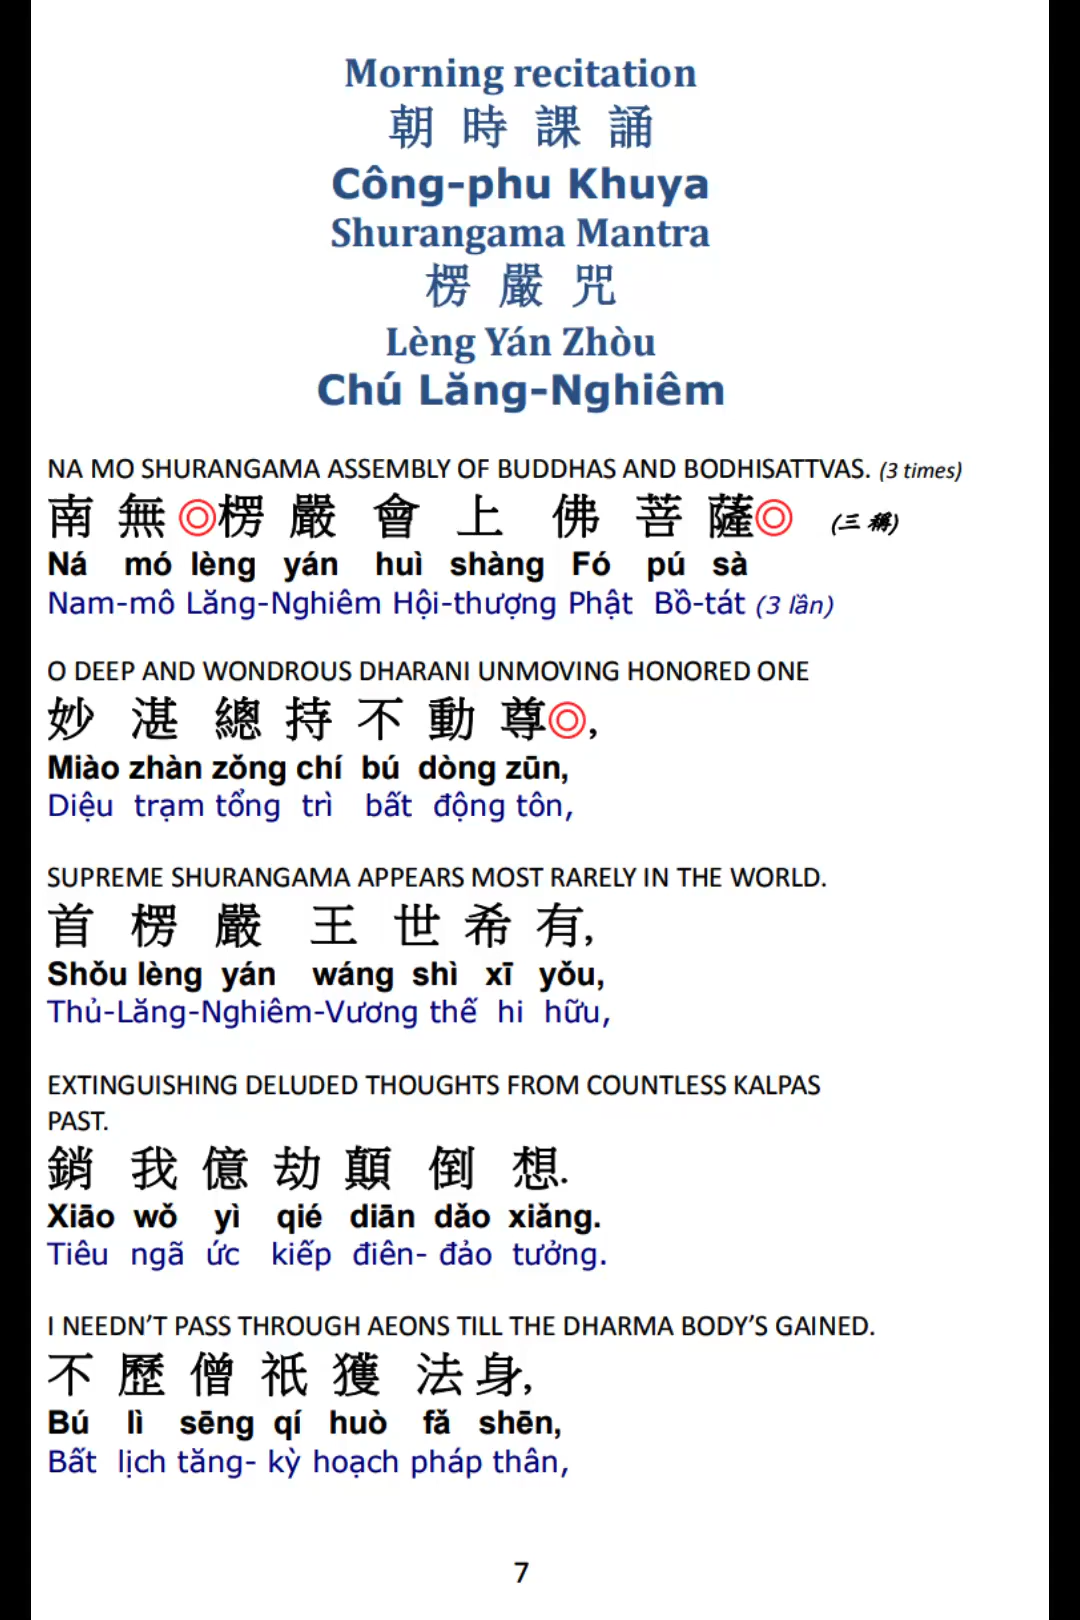 Morning recitation
朝時課誦
Công-phu Khuya
Shurangama Mantra
楞嚴咒
Lèng Yán Zhòu
Chú Lăng-Nghiêm
NA MO SHURANGAMA ASSEMBLY OF BUDDHAS AND BODHISATTVAS. (3 times)
南無◎楞嚴會上佛菩薩◎ (三稱)
Ná mó lèng yán huì shàng Fó pú sà
Nam-mô Lăng-Nghiêm Hội-thượng Phật Bồ-tát (3 lần)
O DEEP AND WONDROUS DHARANI UNMOVING HONORED ONE
妙湛總持不動尊◎,
Miào zhàn zǒng chí bú dòng zūn,
Diệu trạm tổng trì bất động tôn,
SUPREME SHURANGAMA APPEARS MOST RARELY IN THE WORLD.
首楞嚴王世希有,
Shǒu lèng yán wáng shì xī yǒu,
Thủ-Lăng-Nghiêm-Vương thế hi hữu,
EXTINGUISHING DELUDED THOUGHTS FROM COUNTLESS KALPAS
PAST.
銷我億劫顛倒想.
Xiāo wǒ yì qié diān dǎo xiǎng.
Tiêu ngã ức kiếp điên- đảo tưởng.
I NEEDN'T PASS THROUGH AEONS TILL THE DHARMA BODY'S GAINED.
不歷僧祇獲法身,
Bú lì sēng qí huò fǎ shēn,
Bất lịch tăng- kỳ hoạch pháp thân,
7